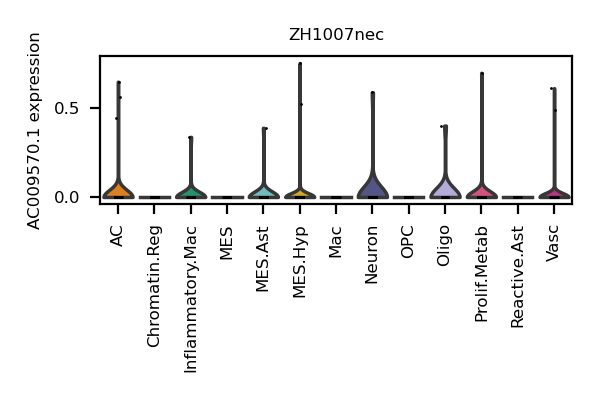 ZH1007nec
AC009570.1 expression
0.5
0.0
AC
Chromatin.Reg
Inflammatory.Mac
MES
MES.Ast
MES.Hyp
Mac
Neuron
OPC
Oligo
Prolif.Metab
Reactive.Ast
Vasc